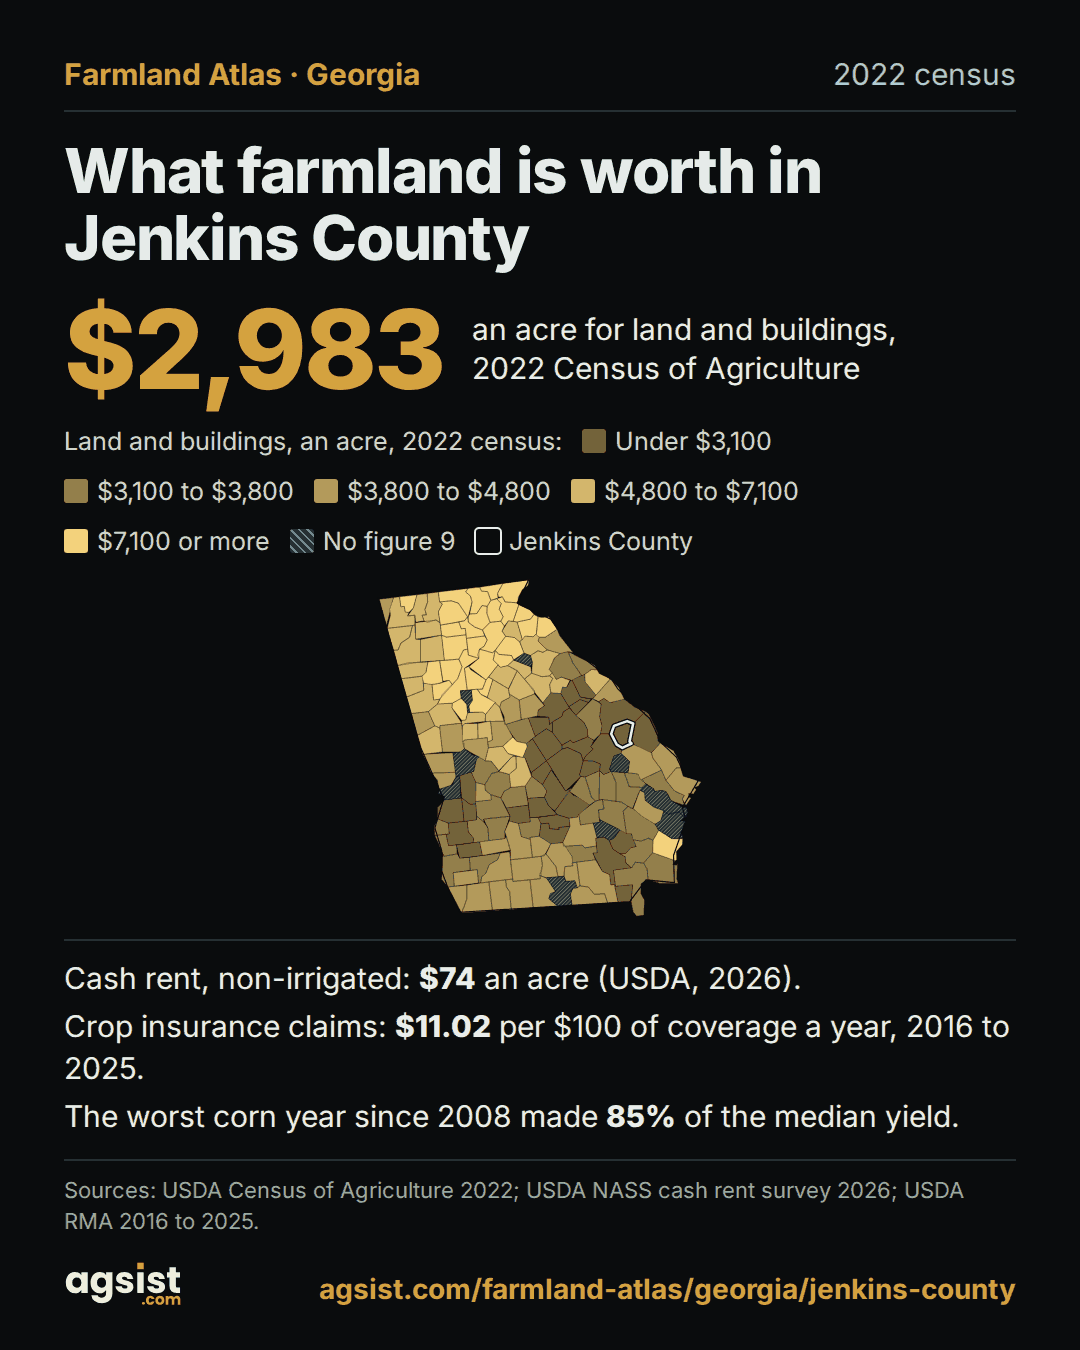 Farmland Atlas · Georgia
2022 census
What farmland is worth in
Jenkins County
$2,983
an acre for land and buildings,
2022 Census of Agriculture
Land and buildings, an acre, 2022 census: Under $3,100
$3,100 to $3,800 $3,800 to $4,800 $4,800 to $7,100
$7,100 or more No figure 9 Jenkins County
Cash rent, non-irrigated: $74 an acre (USDA, 2026).
Crop insurance claims: $11.02 per $100 of coverage a year, 2016 to
2025.
The worst corn year since 2008 made 85% of the median yield.
Sources: USDA Census of Agriculture 2022; USDA NASS cash rent survey 2026; USDA
RMA 2016 to 2025.
agsist
.com
agsist.com/farmland-atlas/georgia/jenkins-county